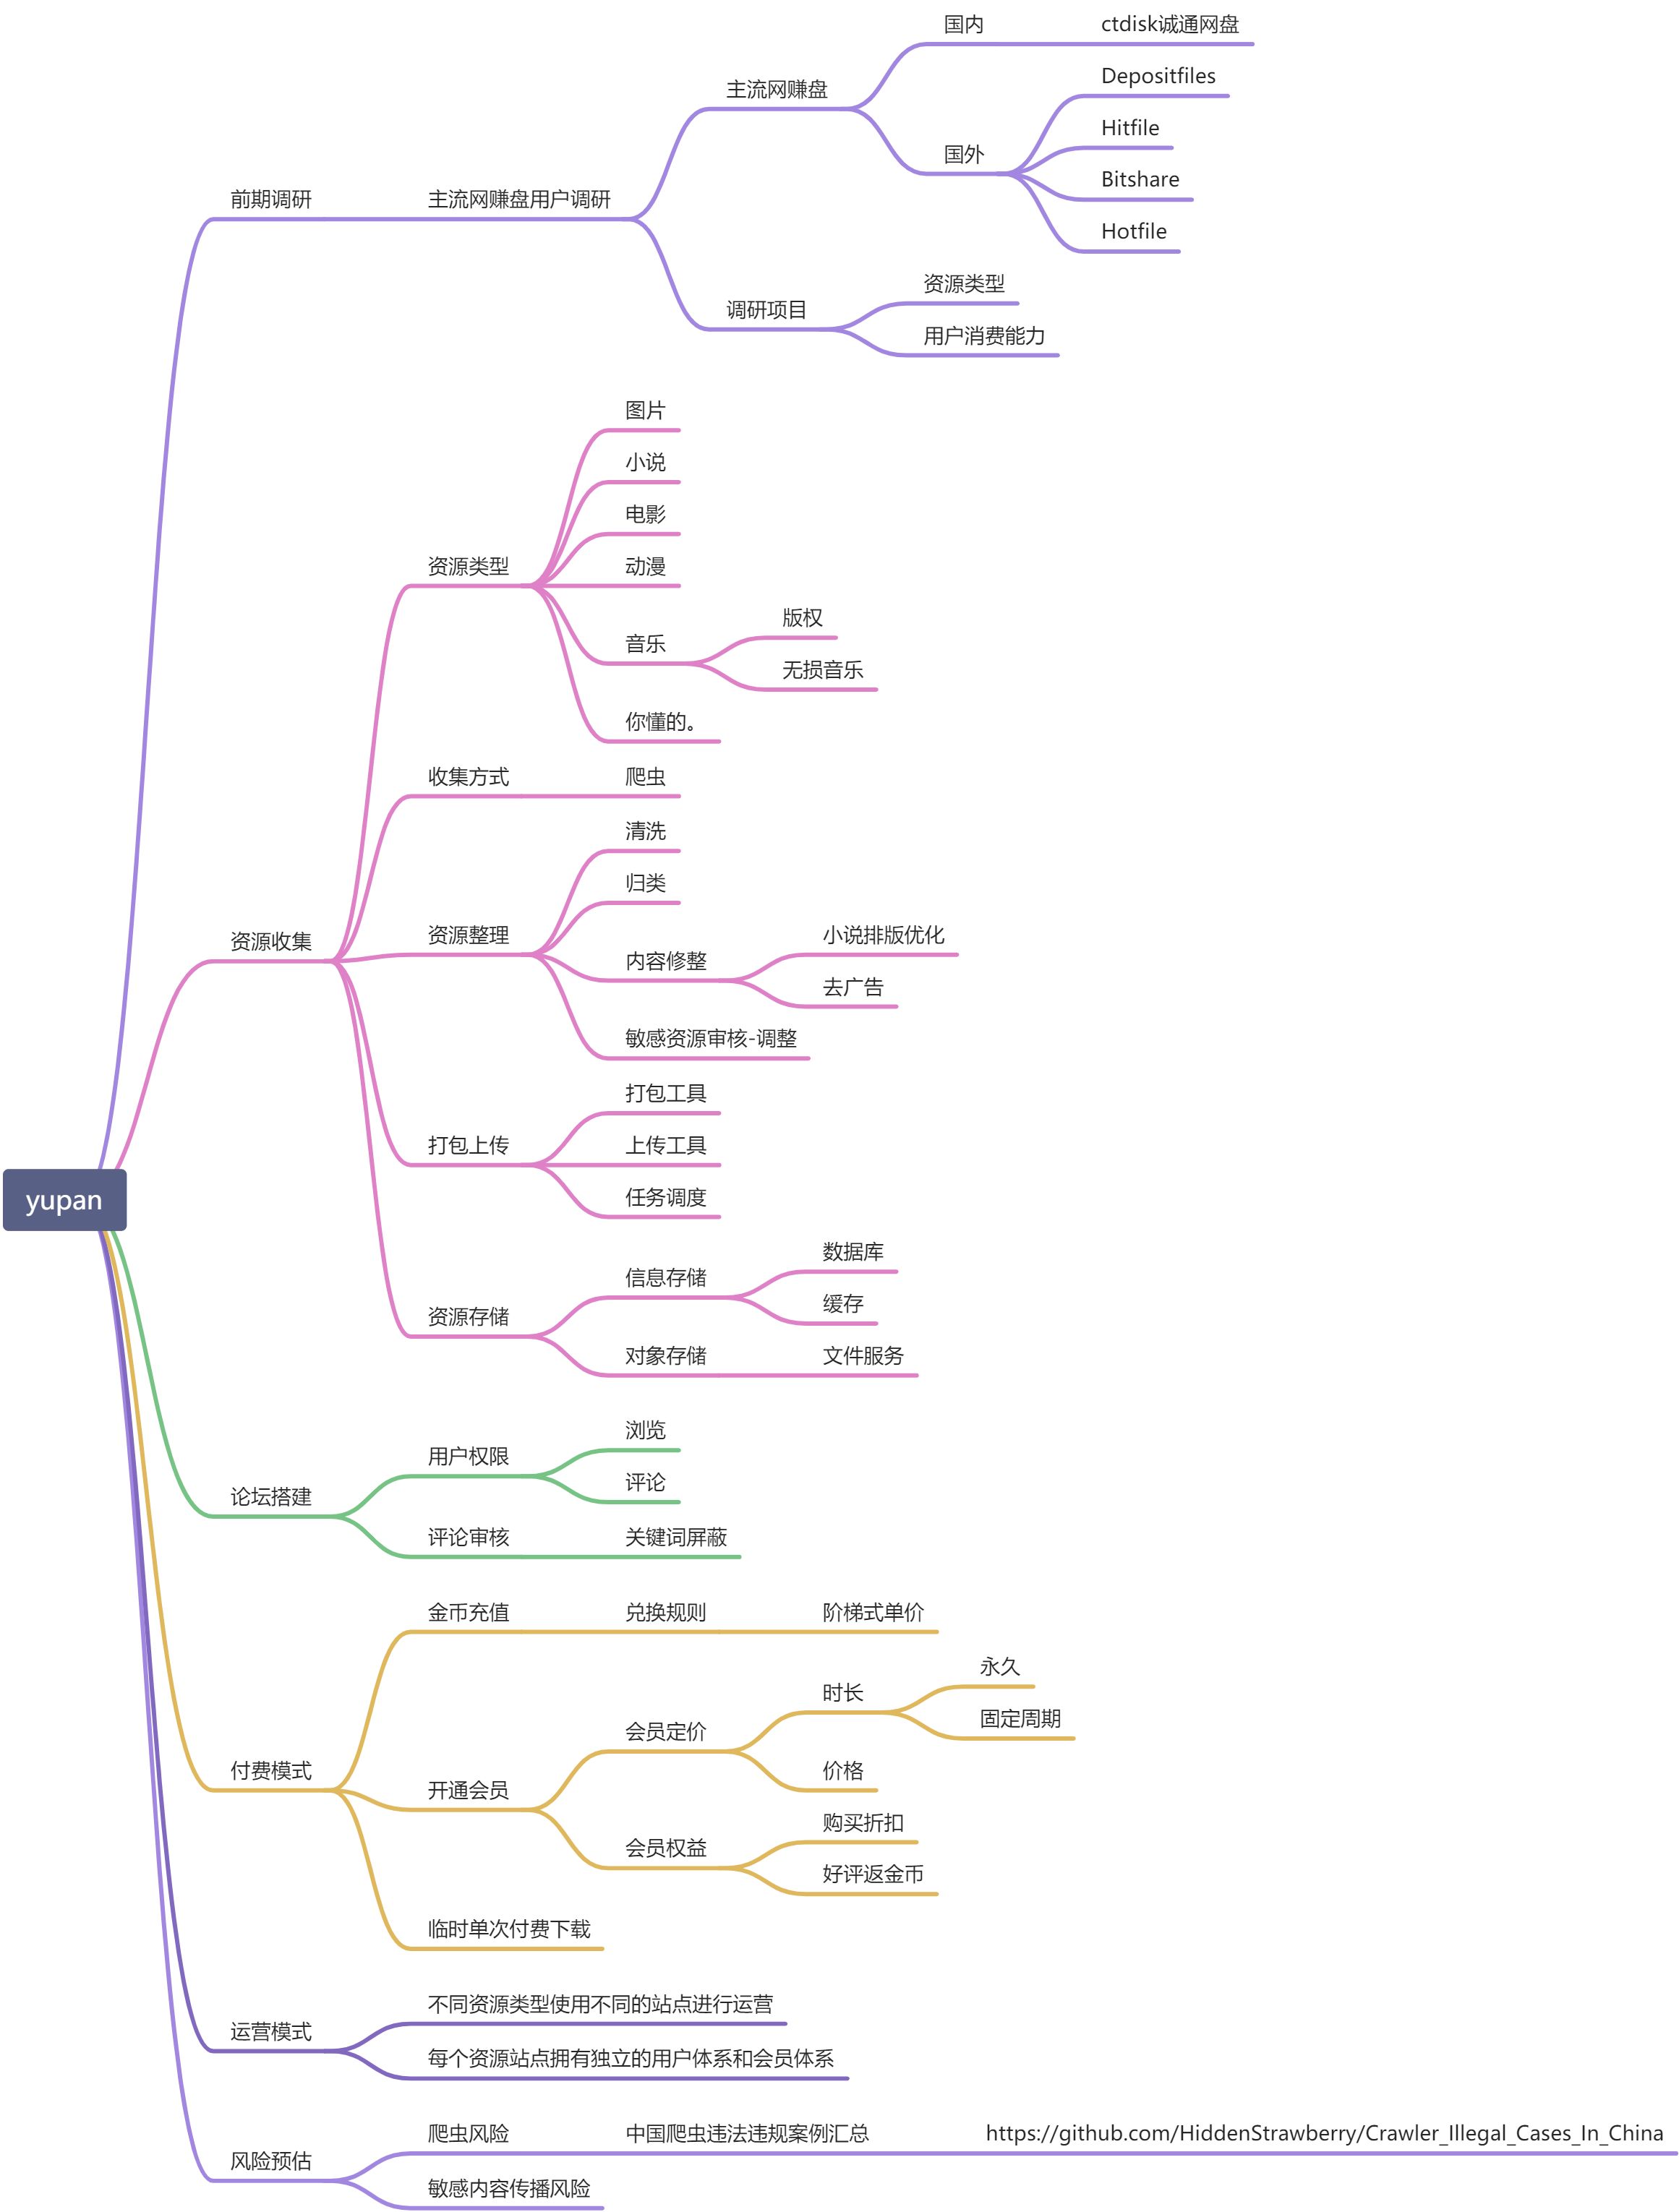 yupan
前期调研
主流网赚盘用户调研
主流网赚盘
国内
ctdisk诚通网盘
国外
Depositfiles
Hitfile
Bitshare
Hotfile
调研项目
资源类型
用户消费能力
资源收集
资源类型
图片
小说
电影
动漫
音乐
版权
无损音乐
你懂的。
收集方式
爬虫
资源整理
清洗
归类
内容修整
小说排版优化
去广告
敏感资源审核-调整
打包上传
打包工具
上传工具
任务调度
资源存储
信息存储
数据库
缓存
对象存储
文件服务
论坛搭建
用户权限
浏览
评论
评论审核
关键词屏蔽
付费模式
金币充值
兑换规则
阶梯式单价
开通会员
会员定价
时长
永久
固定周期
价格
会员权益
购买折扣
好评返金币
临时单次付费下载
运营模式
不同资源类型使用不同的站点进行运营
每个资源站点拥有独立的用户体系和会员体系
风险预估
爬虫风险
中国爬虫违法违规案例汇总
https://github.com/HiddenStrawberry/Crawler_Illegal_Cases_In_China
敏感内容传播风险